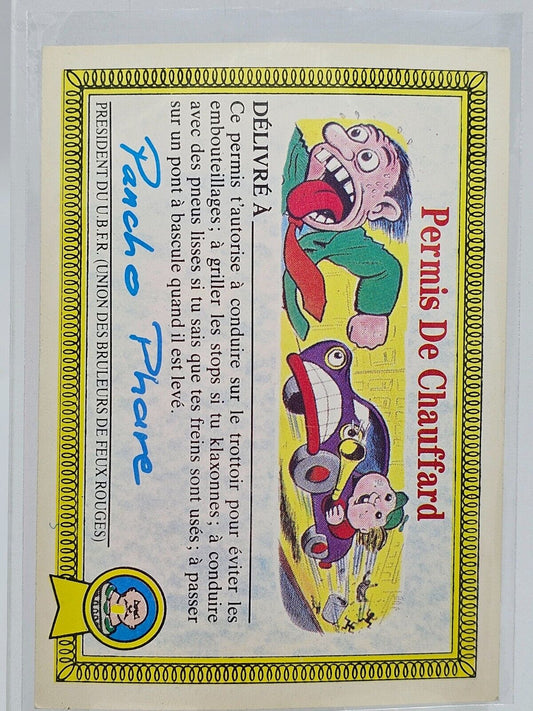 Permis De Chauffard
DÉLIVRÉ À
Ce permis t'autorise à conduire sur le trottoir pour éviter les
embouteillages ; à griller les stops si tu klaxonnes ; à conduire
avec des pneus lisses si tu sais que tes freins sont usés ; à passer
sur un pont à bascule quand il est levé.
Pancho Phare
PRESIDENT DU U.B.F.R. (UNION DES BRULEURS DE FEUX ROUGES)